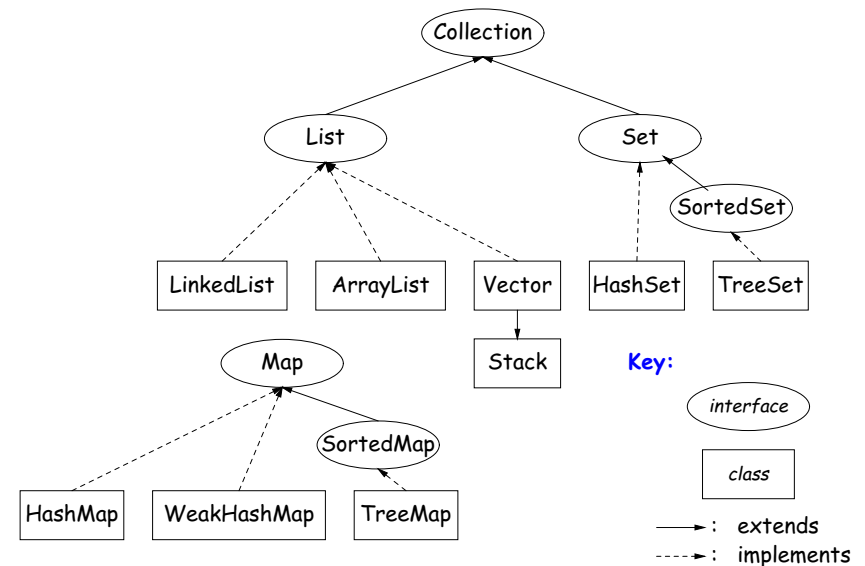 Collection
List
Set
SortedSet
LinkedList
ArrayList
Vector
HashSet
TreeSet
Map
Stack
Key:
interface
SortedMap
class
HashMap
WeakHashMap
TreeMap
: extends
: implements